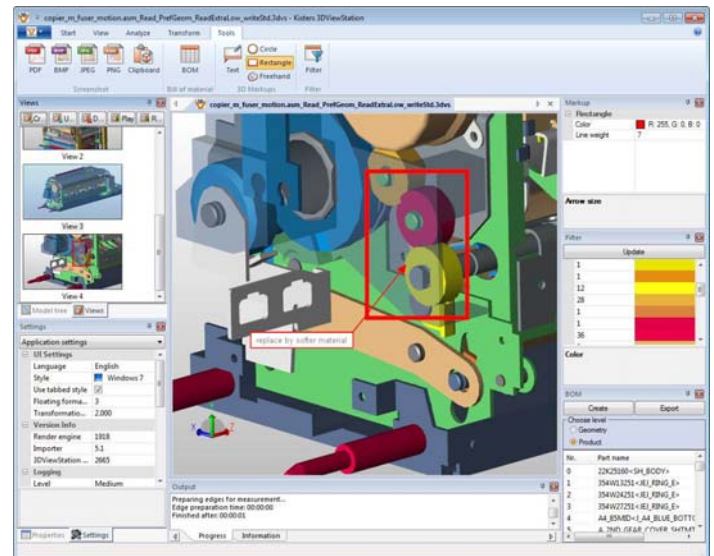 copier_m_fuser_motion.asm_Read_PrefGeom_ReadExtraLow_writeStd.3dvs - Kisters 3DViewStation
Start View Analyze Transform Tools
PDF BMP JPEG PNG Clipboard
BOM
Text
Circle
Rectangle
Freehand
Filter
Screenshot Bill of material 3D Markups Filter
Views
Cr... U... D... Play R...
View 2
View 3
View 4
Model tree Views
Settings
Application settings
UI Settings
Language English
Style Windows 7
Use tabbed style
Floating forma... 3
Transformatio... 2.000
Version Info
Render engine 1918
Importer 5.1
3DViewStation ... 2665
Logging
Level Medium
Properties Settings
copier_m_fuser_motion.asm_Read_PrefGeom_ReadExtraLow_writeStd.3dvs
replace by softer material
X Z
Output
Preparing edges for measurement...
Edge preparation time: 00:00:00
Finished after: 00:00:01
Progress Information
Markup
Rectangle
Color R: 255, G: 0, B: 0
Line weight 7
Arrow size
Filter
Update
1
1
12
28
1
1
36
Color
BOM
Create Export
Choose level
Geometry
Product
Nr. Part name
0 22K25160<SH_BODY>
1 354W13251<JEJ_RING_E>
2 354W24251<JEJ_RING_E>
3 354W27251<JEJ_RING_E>
4 A4_B5MID<J_A4_BLUE_BOTTO
5 A_2ND_GEAR_COVER_SHTMT